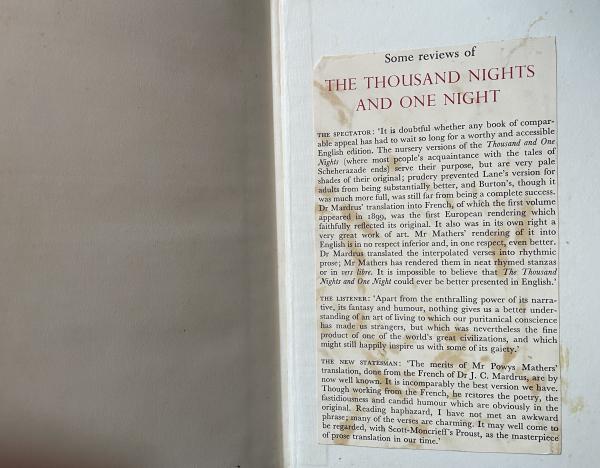 Some reviews of
THE THOUSAND NIGHTS
AND ONE NIGHT
THE SPECTATOR: 'It is doubtful whether any book of compar-
able appeal has had to wait so long for a worthy and accessible
English edition. The nursery versions of the Thousand and One
Nights (where most people's acquaintance with the tales of
Scheherazade ends) serve their purpose, but are very pale
shades of their original; prudery prevented Lane's version for
adults from being substantially better, and Burton's, though it
was much more full, was still far from being a complete success.
Dr Mardrus' translation into French, of which the first volume
appeared in 1899, was the first European rendering which
faithfully reflected its original. It also was in its own right a
very great work of art. Mr Mathers' rendering of it into
English is in no respect inferior and, in one respect, even better.
Dr Mardrus translated the interpolated verses into rhythmic
prose; Mr Mathers has rendered them in neat rhymed stanzas
or in vers libre. It is impossible to believe that The Thousand
Nights and One Night could ever be better presented in English.'
THE LISTENER: 'Apart from the enthralling power of its narra-
tive, its fantasy and humour, nothing gives us a better under-
standing of an art of living to which our puritanical conscience
has made us strangers, but which was nevertheless the fine
product of one of the world's great civilizations, and which
might still happily inspire us with some of its gaiety.'
THE NEW STATESMAN: 'The merits of Mr Powys Mathers'
translation, done from the French of Dr J. C. Mardrus, are by
now well known. It is incomparably the best version we have.
Though working from the French, he restores the poetry, the
fastidiousness and candid humour which are obviously in the
original. Reading haphazard, I have not met an awkward
phrase; many of the verses are charming. It may well come to
be regarded, with Scott-Moncrieff's Proust, as the masterpiece
of prose translation in our time.'